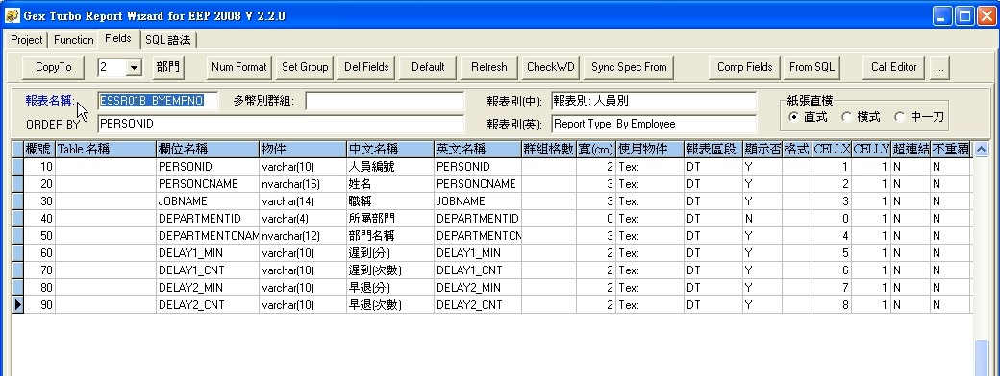 Gex Turbo Report Wizard for EEP 2008 V 2.2.0
Project Function Fields SQL語法
CopyTo 2 部門 Num Format Set Group Del Fields Default Refresh CheckWD Sync Spec From Comp Fields From SQL Call Editor ...
報表名稱: ESSR01B_BYEMPNO 多幣別群組: 報表別(中): 報表別: 人員別 紙張直橫
ORDER BY PERSONID 報表別(英): Report Type: By Employee 直式 橫式 中一刀
欄號 Table 名稱 欄位名稱 物件 中文名稱 英文名稱 群組格數 寬(cm) 使用物件 報表區段 顯示否 格式 CELLX CELLY 超連結 不重覆
10 PERSONID varchar(10) 人員編號 PERSONID 2 Text DT Y 1 1 N N
20 PERSONCNAME nvarchar(16) 姓名 PERSONCNAME 3 Text DT Y 2 1 N N
30 JOBNAME varchar(14) 職稱 JOBNAME 3 Text DT Y 3 1 N N
40 DEPARTMENTID varchar(4) 所屬部門 DEPARTMENTID 0 Text DT N 0 1 N N
50 DEPARTMENTCNAM nvarchar(12) 部門名稱 DEPARTMENTCN 3 Text DT Y 4 1 N N
60 DELAY1_MIN varchar(10) 遲到(分) DELAY1_MIN 2 Text DT Y 5 1 N N
70 DELAY1_CNT varchar(10) 遲到(次數) DELAY1_CNT 2 Text DT Y 6 1 N N
80 DELAY2_MIN varchar(10) 早退(分) DELAY2_MIN 2 Text DT Y 7 1 N N
90 DELAY2_CNT varchar(10) 早退(次數) DELAY2_CNT 2 Text DT Y 8 1 N N